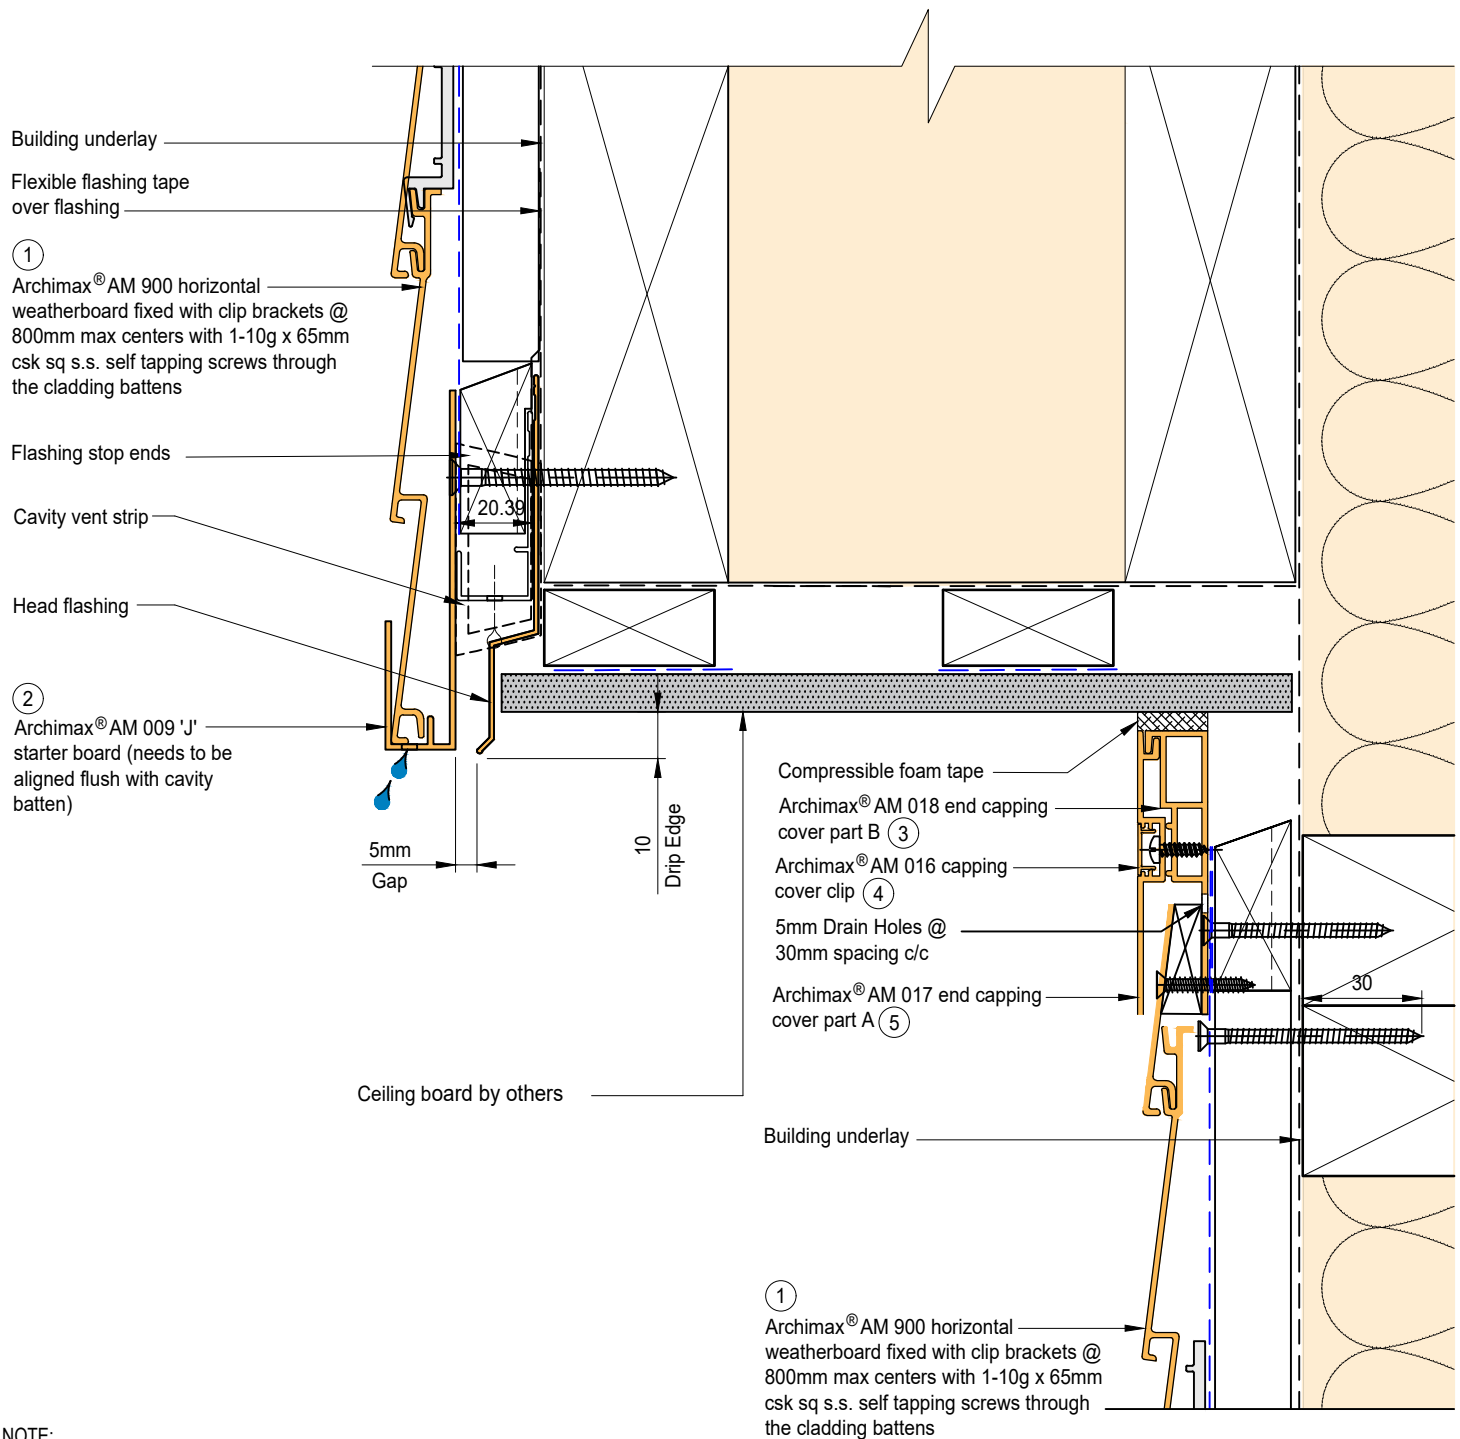 Building underlay
Flexible flashing tape
over flashing
1
Archimax® AM 900 horizontal
weatherboard fixed with clip brackets @
800mm max centers with 1-10g x 65mm
csk sq s.s. self tapping screws through
the cladding battens
Flashing stop ends
20.39
Cavity vent strip
Head flashing
2
Archimax® AM 009 'J'
starter board (needs to be
aligned flush with cavity
batten)
5mm
Gap
10
Drip Edge
Compressible foam tape
Archimax® AM 018 end capping
cover part B 3
Archimax® AM 016 capping
cover clip 4
5mm Drain Holes @
30mm spacing c/c
Archimax® AM 017 end capping
cover part A 5
30
Ceiling board by others
Building underlay
1
Archimax® AM 900 horizontal
weatherboard fixed with clip brackets @
800mm max centers with 1-10g x 65mm
csk sq s.s. self tapping screws through
the cladding battens
NOTE: